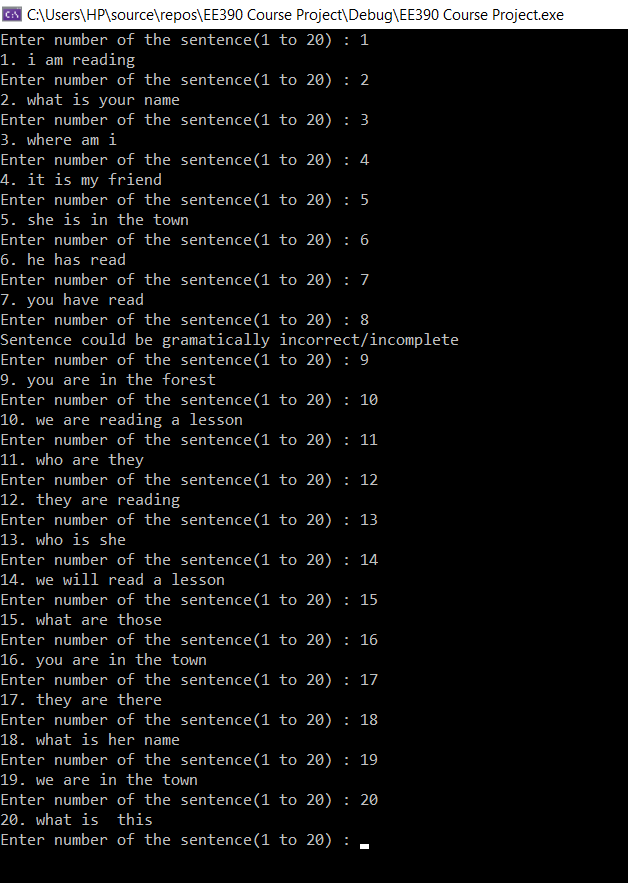 C:\Users\HP\source\repos\EE390 Course Project\Debug\EE390 Course Project.exe
Enter number of the sentence(1 to 20) : 1
1. i am reading
Enter number of the sentence(1 to 20) : 2
2. what is your name
Enter number of the sentence(1 to 20) : 3
3. where am i
Enter number of the sentence(1 to 20) : 4
4. it is my friend
Enter number of the sentence(1 to 20) : 5
5. she is in the town
Enter number of the sentence(1 to 20) : 6
6. he has read
Enter number of the sentence(1 to 20) : 7
7. you have read
Enter number of the sentence(1 to 20) : 8
Sentence could be gramatically incorrect/incomplete
Enter number of the sentence(1 to 20) : 9
9. you are in the forest
Enter number of the sentence(1 to 20) : 10
10. we are reading a lesson
Enter number of the sentence(1 to 20) : 11
11. who are they
Enter number of the sentence(1 to 20) : 12
12. they are reading
Enter number of the sentence(1 to 20) : 13
13. who is she
Enter number of the sentence(1 to 20) : 14
14. we will read a lesson
Enter number of the sentence(1 to 20) : 15
15. what are those
Enter number of the sentence(1 to 20) : 16
16. you are in the town
Enter number of the sentence(1 to 20) : 17
17. they are there
Enter number of the sentence(1 to 20) : 18
18. what is her name
Enter number of the sentence(1 to 20) : 19
19. we are in the town
Enter number of the sentence(1 to 20) : 20
20. what is  this
Enter number of the sentence(1 to 20) :